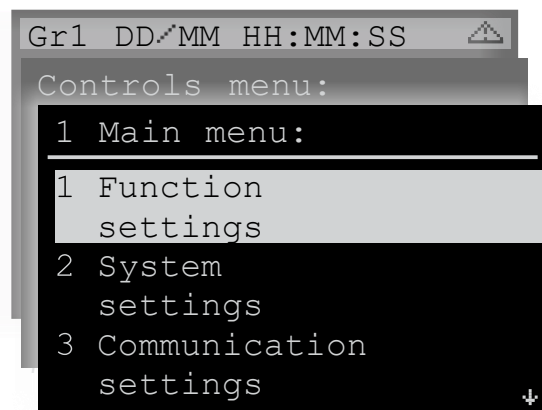 Gr1 DD/MM HH:MM:SS
Controls menu:
1 Main menu:
1 Function
settings
2 System
settings
3 Communication
settings